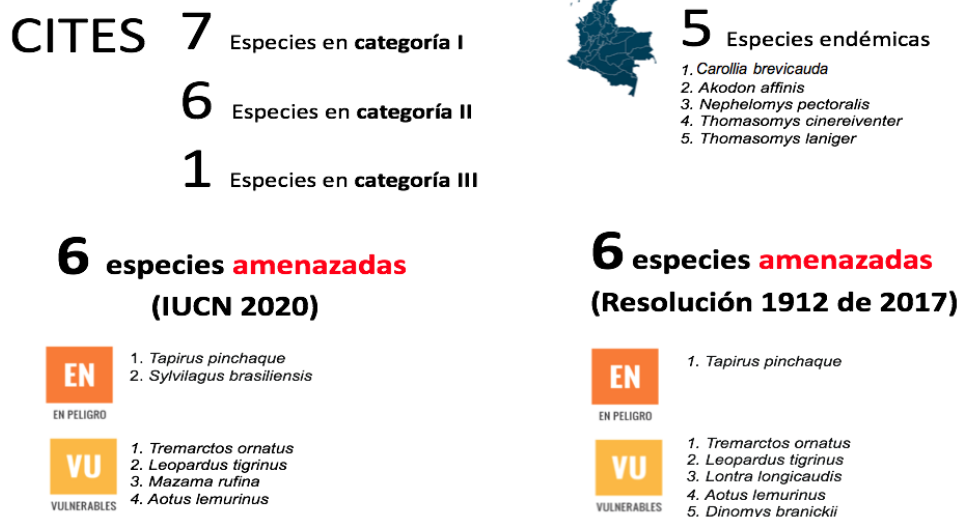 CITES 7 Especies en categoría I
6 Especies en categoría II
1 Especies en categoría III
5 Especies endémicas
1. Carollia brevicauda
2. Akodon affinis
3. Nephelomys pectoralis
4. Thomasomys cinereiventer
5. Thomasomys laniger
6 especies amenazadas
(IUCN 2020)
EN
EN PELIGRO
1. Tapirus pinchaque
2. Sylvilagus brasiliensis
VU
VULNERABLES
1. Tremarctos ornatus
2. Leopardus tigrinus
3. Mazama rufina
4. Aotus lemurinus
6 especies amenazadas
(Resolución 1912 de 2017)
EN
EN PELIGRO
1. Tapirus pinchaque
VU
VULNERABLES
1. Tremarctos ornatus
2. Leopardus tigrinus
3. Lontra longicaudis
4. Aotus lemurinus
5. Dinomys branickii